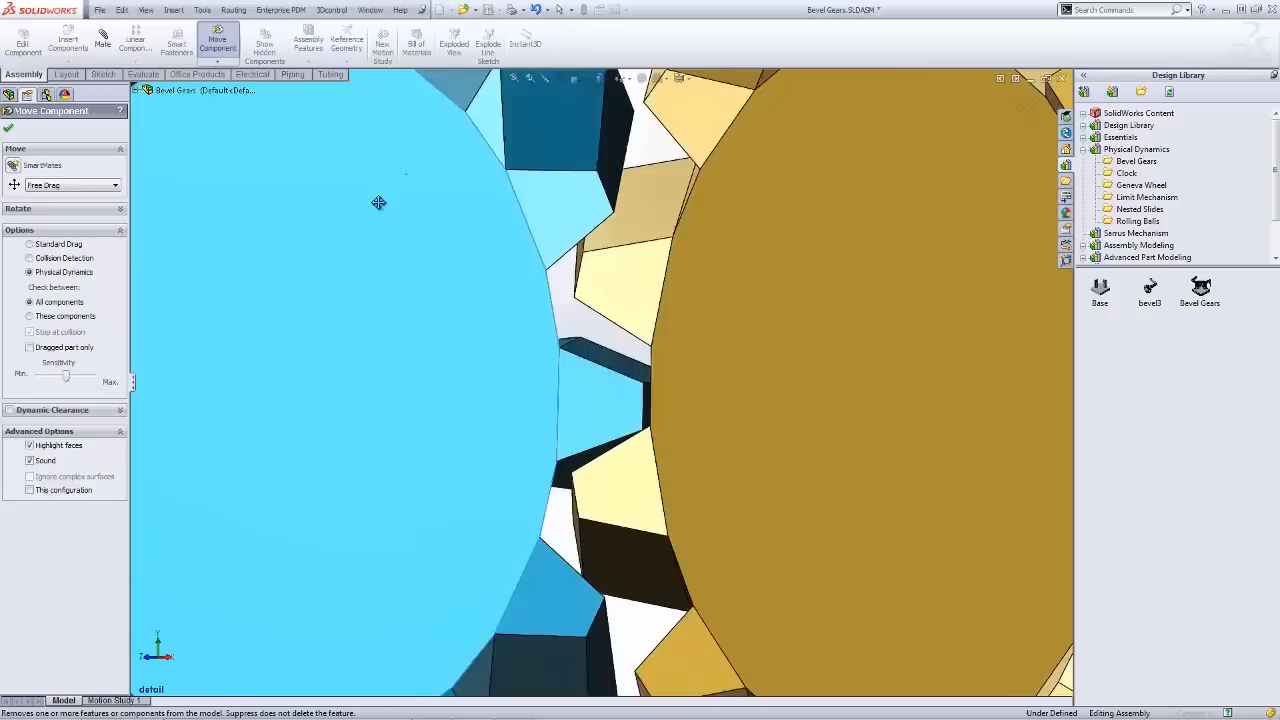 SOLIDWORKS
File Edit View Insert Tools Routing Enterprise PDM 3Dcontrol Window Help
Bevel Gears-SLDASM *
Search Commands
Edit Component
Insert Components
Mate
Linear Compon...
Smart Fasteners
Move Component
Show Hidden Components
Assembly Features
Reference Geometry
New Motion Study
Bill of Materials
Exploded View
Explode Line Sketch
Instant3D
Assembly Layout Sketch Evaluate Office Products Electrical Piping Tubing
Design Library
Bevel Gears (Default<Defa...
Move Component ?
Move
SmartMates
Free Drag
Rotate
Options
Standard Drag
Collision Detection
Physical Dynamics
Check between:
All components
These components
Stop at collision
Dragged part only
Sensitivity
Min.
Max.
Dynamic Clearance
Advanced Options
Highlight faces
Sound
Ignore complex surfaces
This configuration
SolidWorks Content
Design Library
Essentials
Physical Dynamics
Bevel Gears
Clock
Geneva Wheel
Limit Mechanism
Nested Slides
Rolling Balls
Sarrus Mechanism
Assembly Modeling
Advanced Part Modeling
Base bevel3 Bevel Gears
Y
Z X
detail
Model Motion Study 1
Removes one or more features or components from the model. Suppress does not delete the feature.
Under Defined Editing Assembly